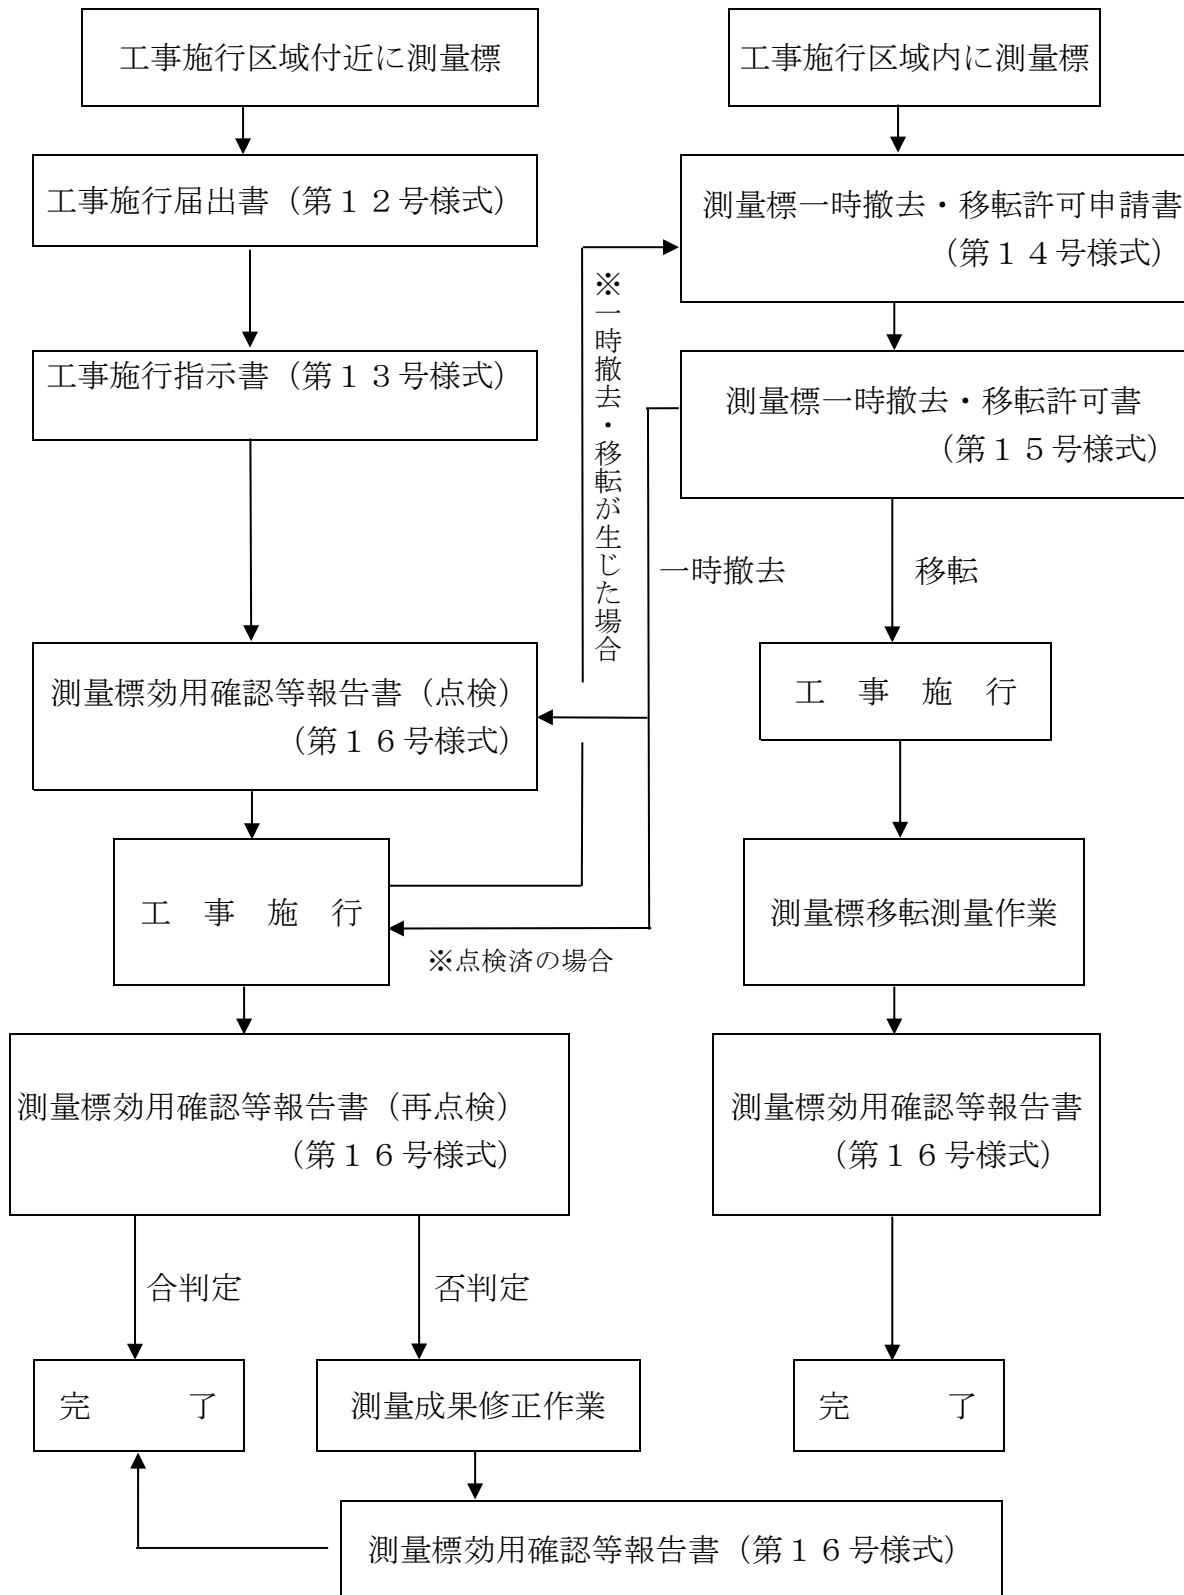 工事施行区域付近に測量標
工事施行区域内に測量標
工事施行届出書（第１２号様式）
測量標一時撤去・移転許可申請書
（第１４号様式）
※一時撤去・移転が生じた場合
工事施行指示書（第１３号様式）
測量標一時撤去・移転許可書
（第１５号様式）
一時撤去
移転
測量標効用確認等報告書（点検）
（第１６号様式）
工　事　施　行
工　事　施　行
※点検済の場合
測量標移転測量作業
測量標効用確認等報告書（再点検）
（第１６号様式）
測量標効用確認等報告書
（第１６号様式）
合判定
否判定
完　　　了
測量成果修正作業
完　　　了
測量標効用確認等報告書（第１６号様式）